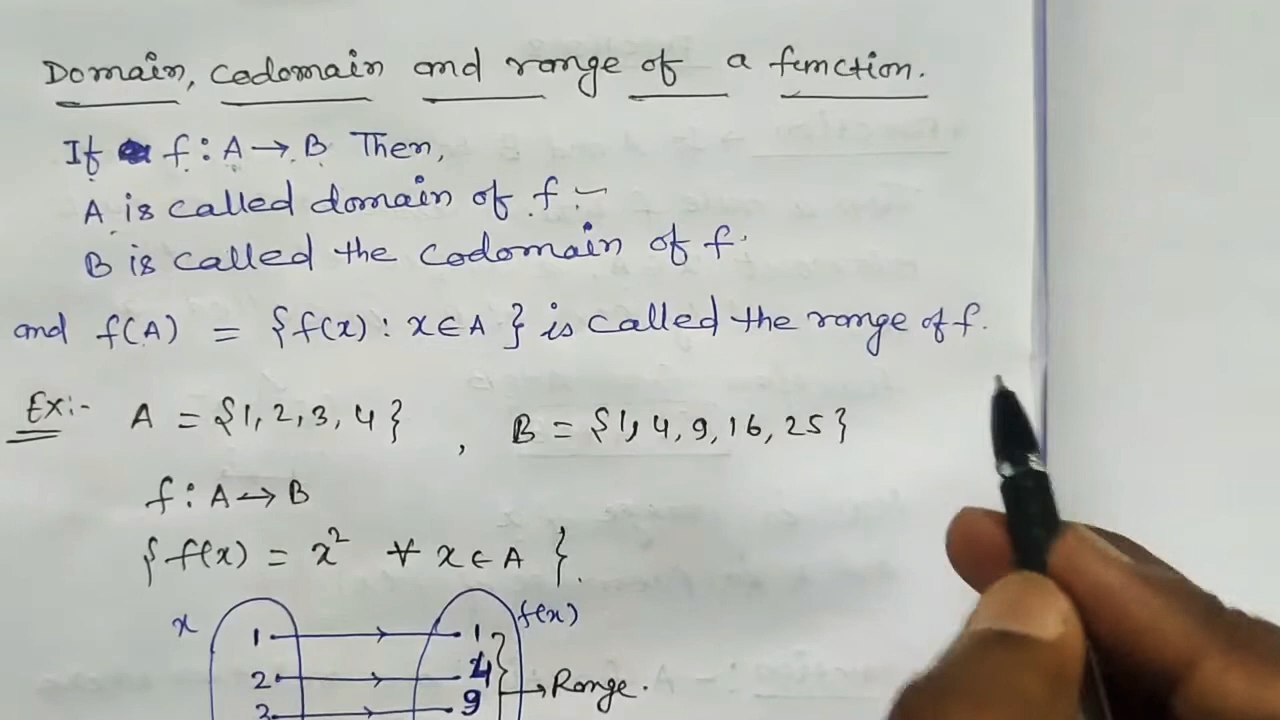 Domain, codomain and range of a function.
If f : A → B Then,
A is called domain of f.
B is called the codomain of f.
and f(A) = {f(x) : x ∈ A } is called the range of f.
Ex:- A = {1, 2, 3, 4} , B = {1, 4, 9, 16, 25}
f : A → B
{ f(x) = x² ∀ x ∈ A }.
x f(x)
1 1
2 4
→ Range.
3 9